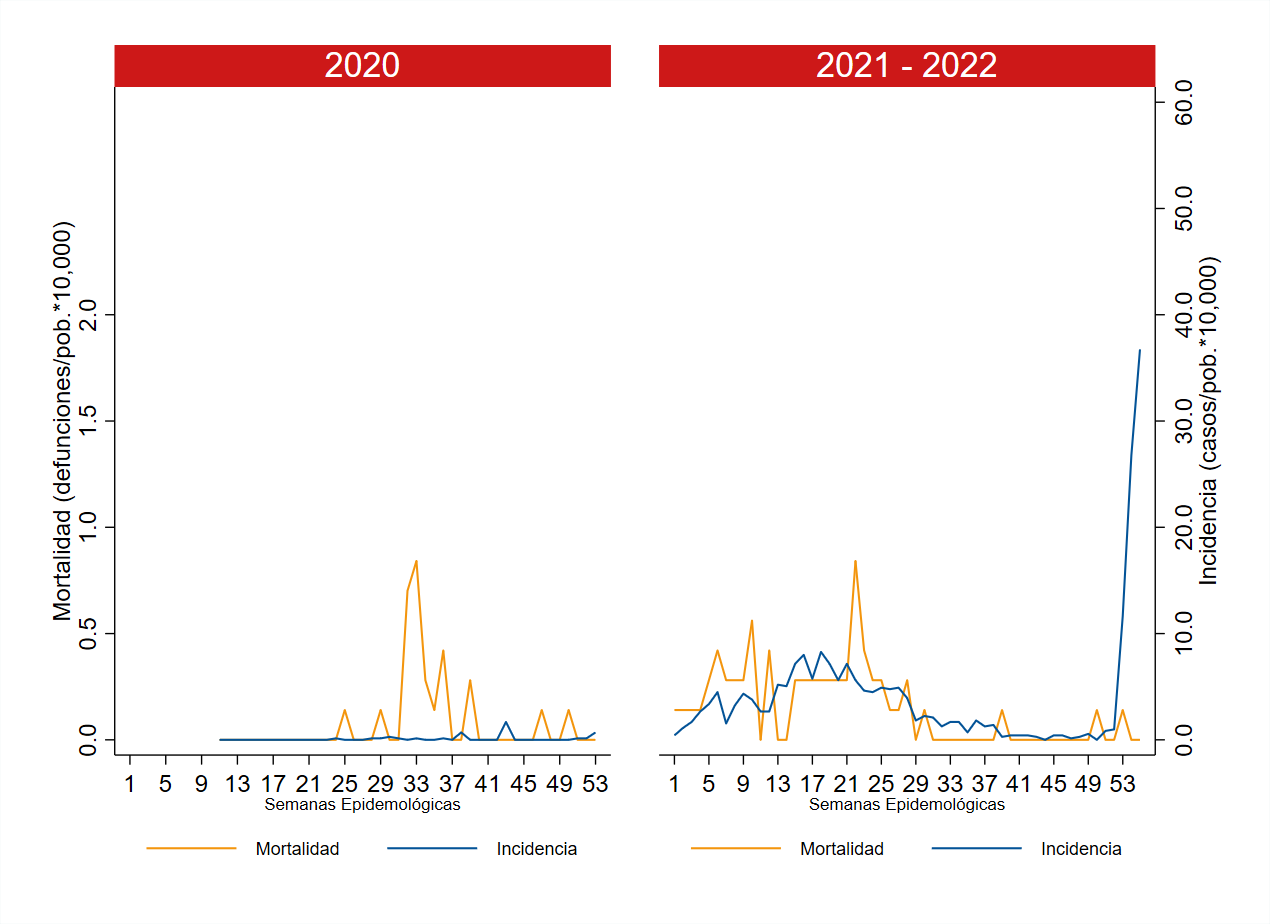 2020
2021 - 2022
Mortalidad (defunciones/pob.*10,000)
2.0
1.5
1.0
0.5
0.0
60.0
50.0
40.0
30.0
20.0
10.0
0.0
Incidencia (casos/pob.*10,000)
1 5 9 13 17 21 25 29 33 37 41 45 49 53
1 5 9 13 17 21 25 29 33 37 41 45 49 53
Semanas Epidemológicas
Semanas Epidemológicas
Mortalidad Incidencia
Mortalidad Incidencia